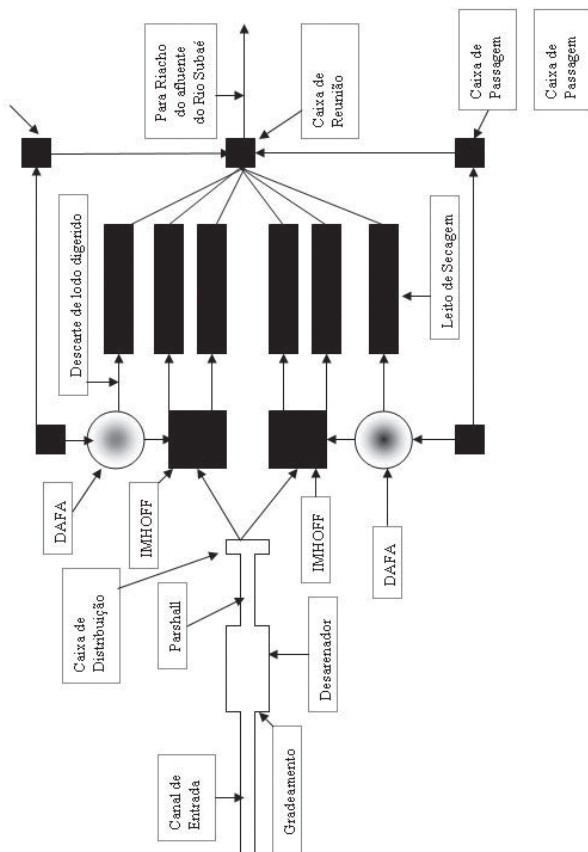 Canal de
Entrada
Gradeamento
Desarenador
Parshall
Caixa de
Distribuição
IMHOFF
IMHOFF
DAFA
DAFA
Descarte de lodo digerido
Leito de Secagem
Para Riacho
do afluente
do Rio Subaé
Caixa de
Reunião
Caixa de
Passagem
Caixa de
Passagem